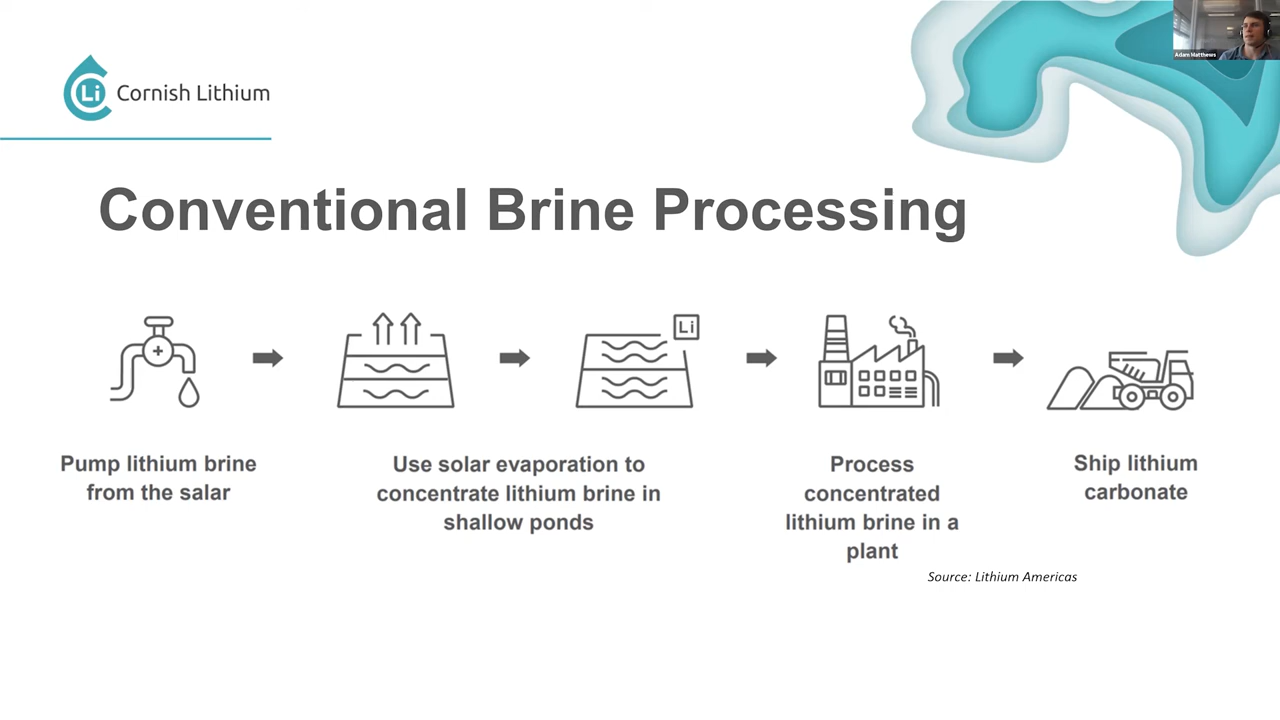 Adam Matthews
Li
Cornish Lithium
Conventional Brine Processing
Li
Pump lithium brine
from the salar
Use solar evaporation to
concentrate lithium brine in
shallow ponds
Process
concentrated
lithium brine in a
plant
Ship lithium
carbonate
Source: Lithium Americas